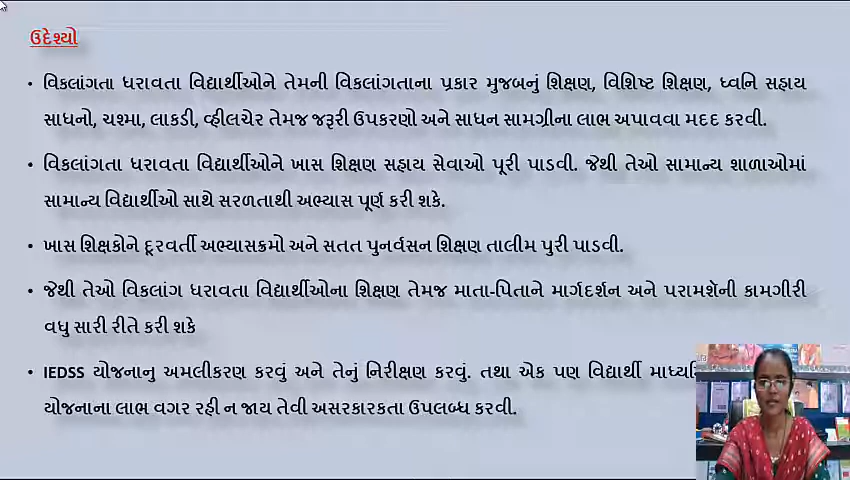 ઉદેશ્યો
• વિકલાંગતા ધરાવતા વિદ્યાર્થીઓને તેમની વિકલાંગતાના પ્રકાર મુજબનું શિક્ષણ, વિશિષ્ટ શિક્ષણ, ધ્વનિ સહાય
સાધનો, ચશ્મા, લાકડી, વ્હીલચેર તેમજ જરૂરી ઉપકરણો અને સાધન સામગ્રીના લાભ અપાવવા મદદ કરવી.
• વિકલાંગતા ધરાવતા વિદ્યાર્થીઓને ખાસ શિક્ષણ સહાય સેવાઓ પૂરી પાડવી. જેથી તેઓ સામાન્ય શાળાઓમાં
સામાન્ય વિદ્યાર્થીઓ સાથે સરળતાથી અભ્યાસ પૂર્ણ કરી શકે.
• ખાસ શિક્ષકોને દૂરવર્તી અભ્યાસક્રમો અને સતત પુનર્વસન શિક્ષણ તાલીમ પુરી પાડવી.
• જેથી તેઓ વિકલાંગ ધરાવતા વિદ્યાર્થીઓના શિક્ષણ તેમજ માતા-પિતાને માર્ગદર્શન અને પરામર્શની કામગીરી
વધુ સારી રીતે કરી શકે
• IEDSS યોજનાનુ અમલીકરણ કરવું અને તેનું નિરીક્ષણ કરવું. તથા એક પણ વિદ્યાર્થી
યોજનાના લાભ વગર રહી ન જાય તેવી અસરકારકતા ઉપલબ્ધ કરવી.